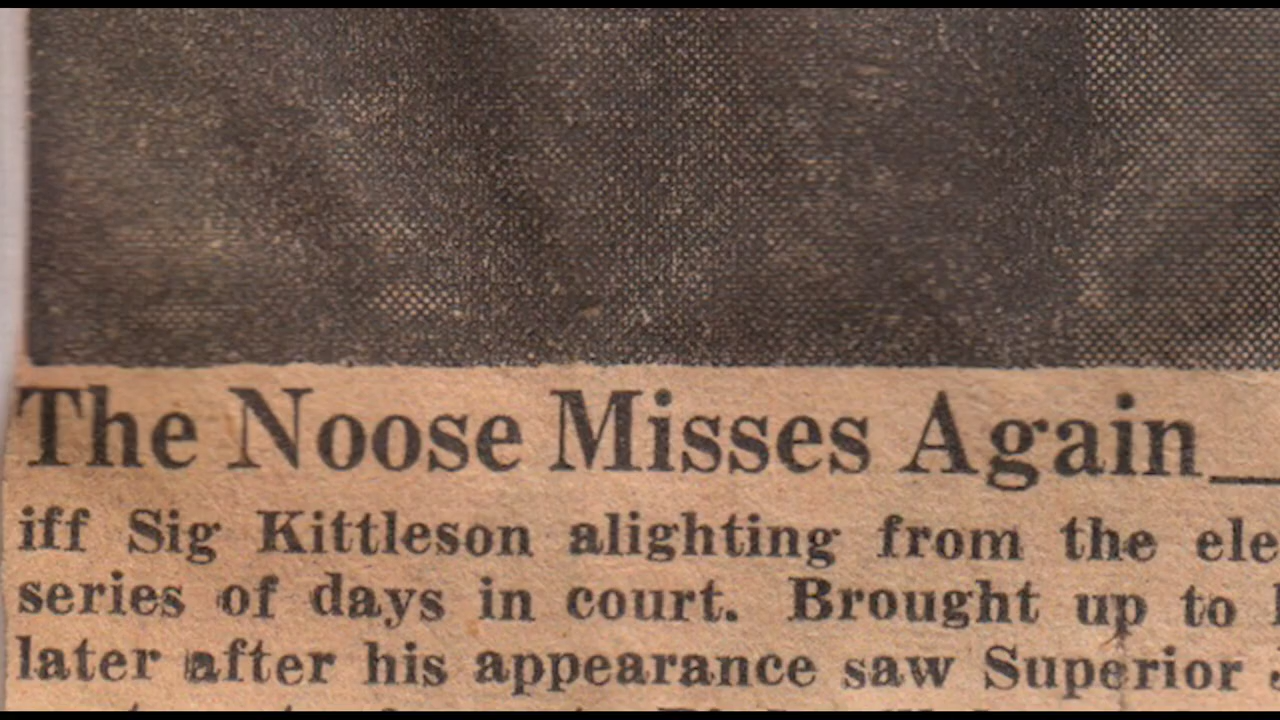 The Noose Misses Again
iff Sig Kittleson alighting from the ele
series of days in court. Brought up to
later after his appearance saw Superior